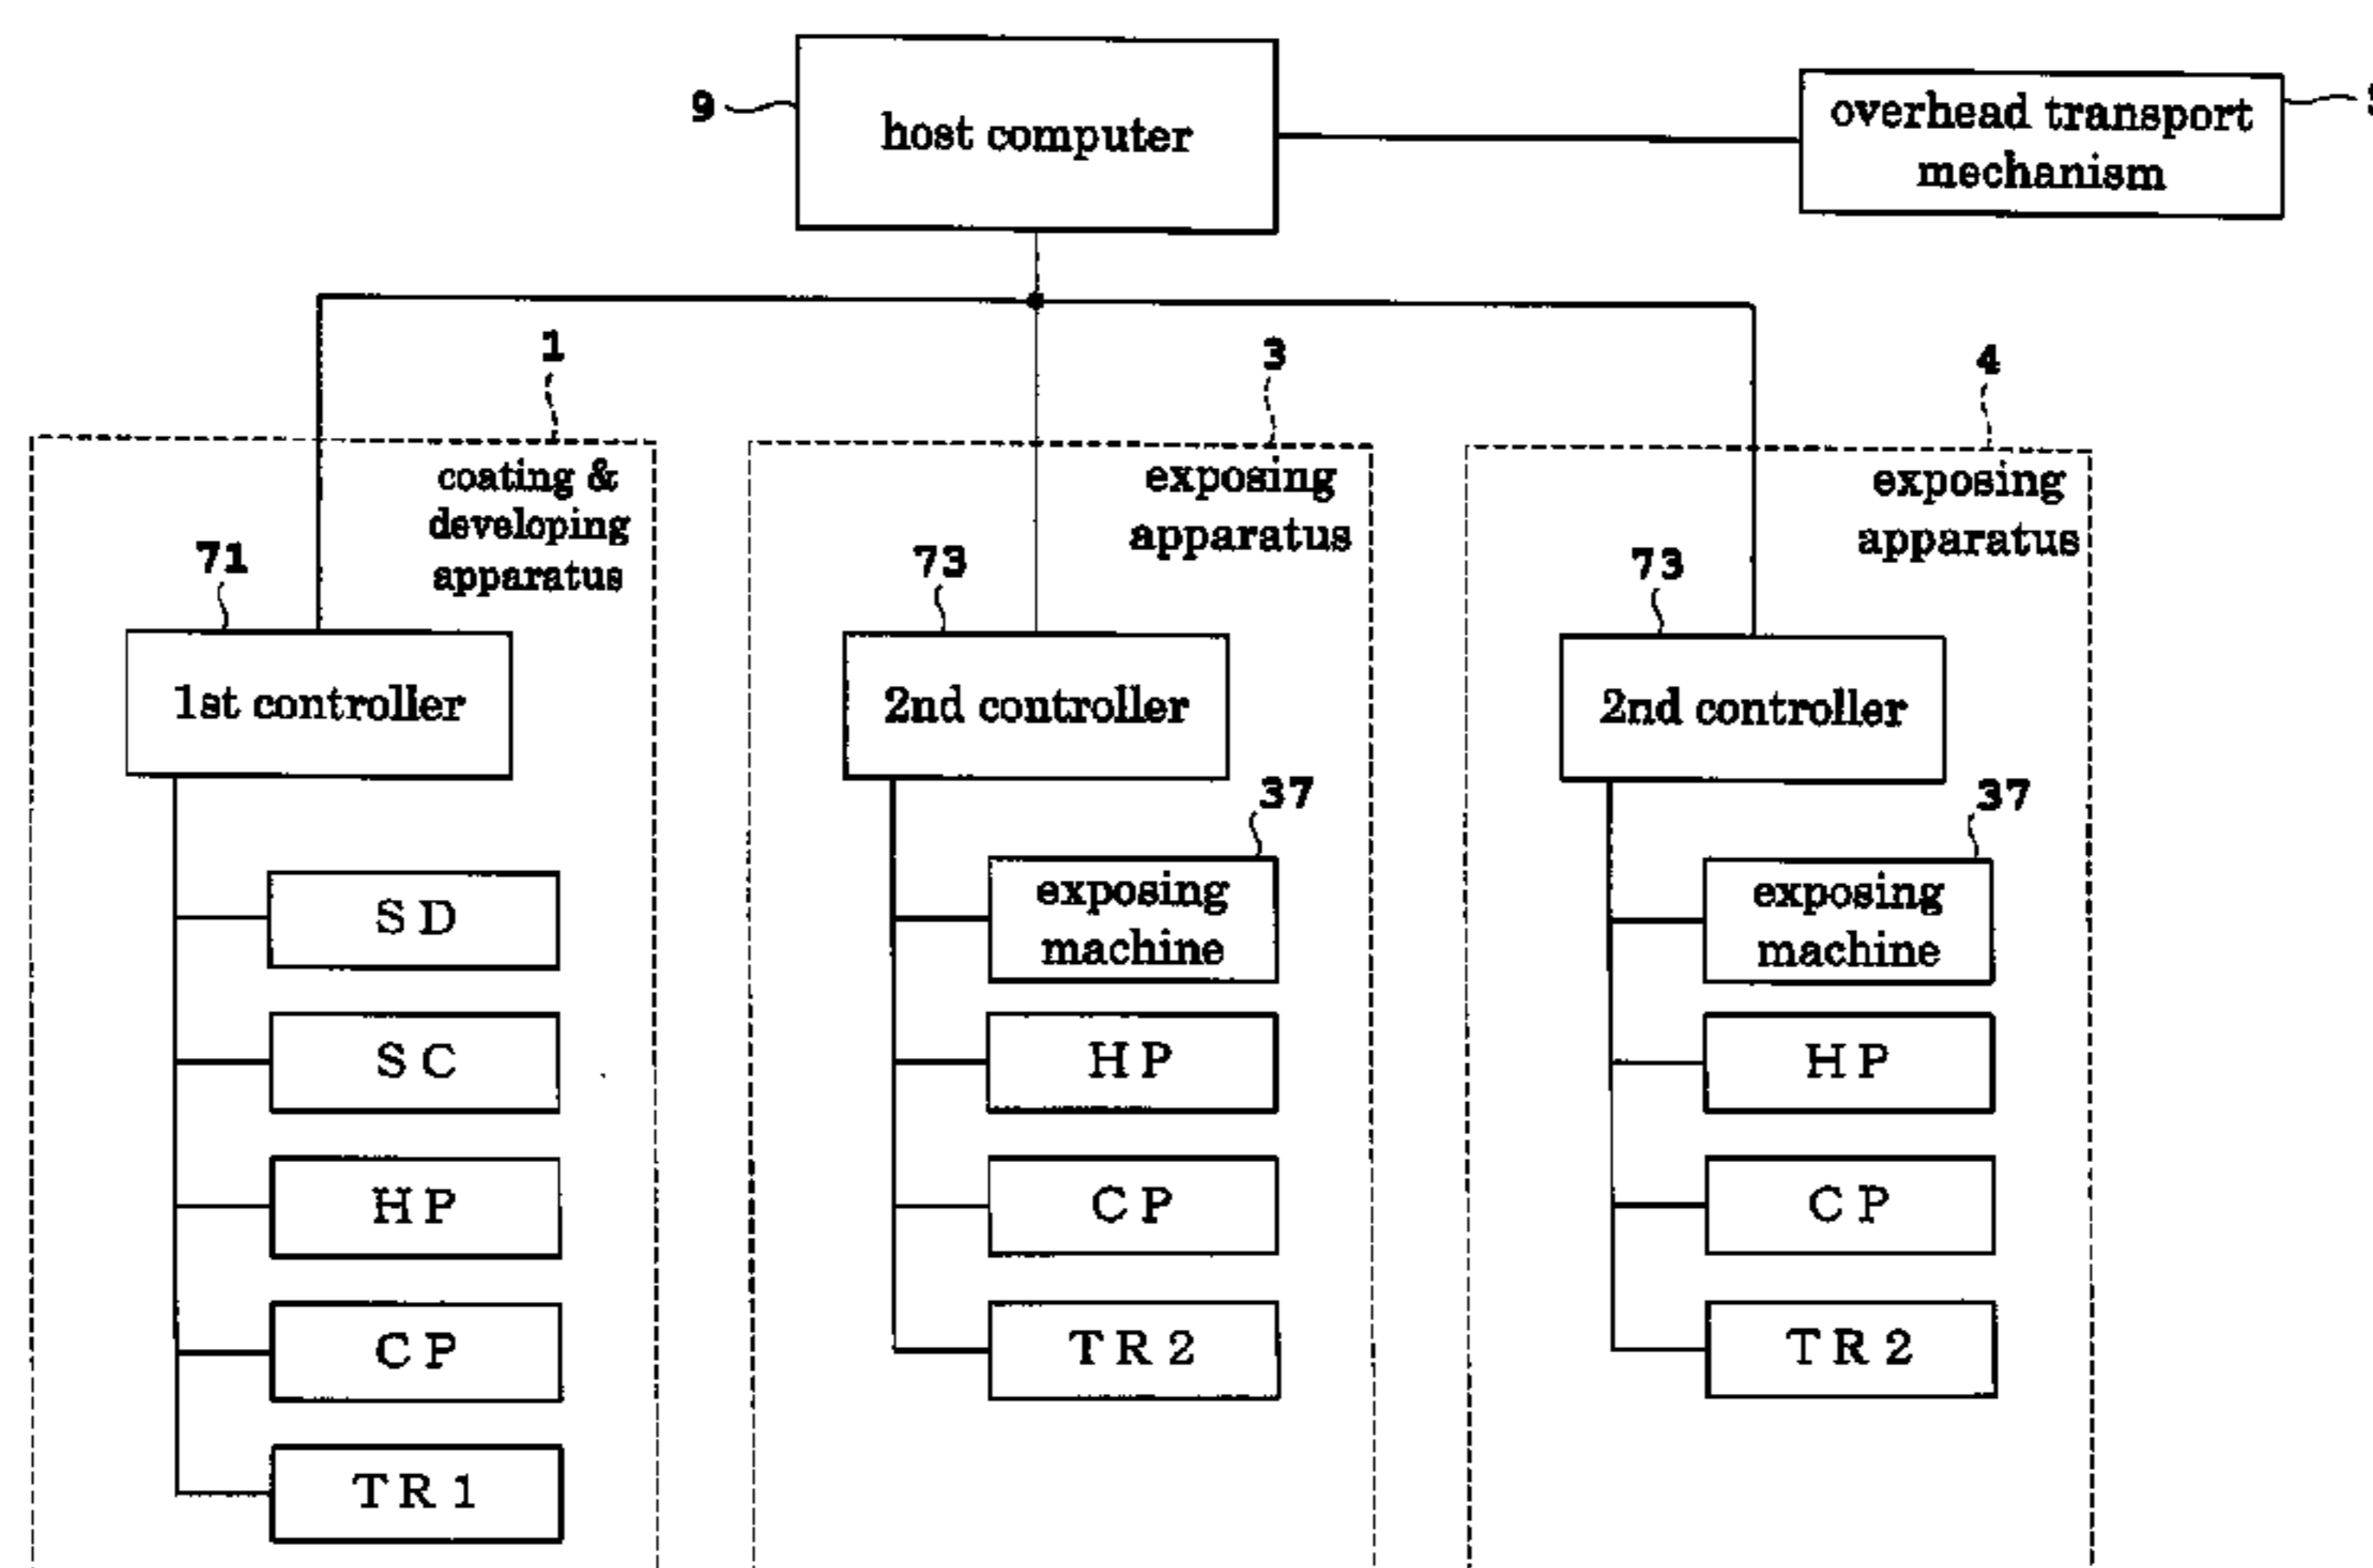 9
host computer
overhead transport
mechanism
1
3
4
coating &
developing
apparatus
exposing
apparatus
exposing
apparatus
71
73
73
1st controller
2nd controller
2nd controller
37
37
SD
exposing
machine
exposing
machine
SC
HP
HP
HP
CP
CP
CP
TR2
TR2
TR1